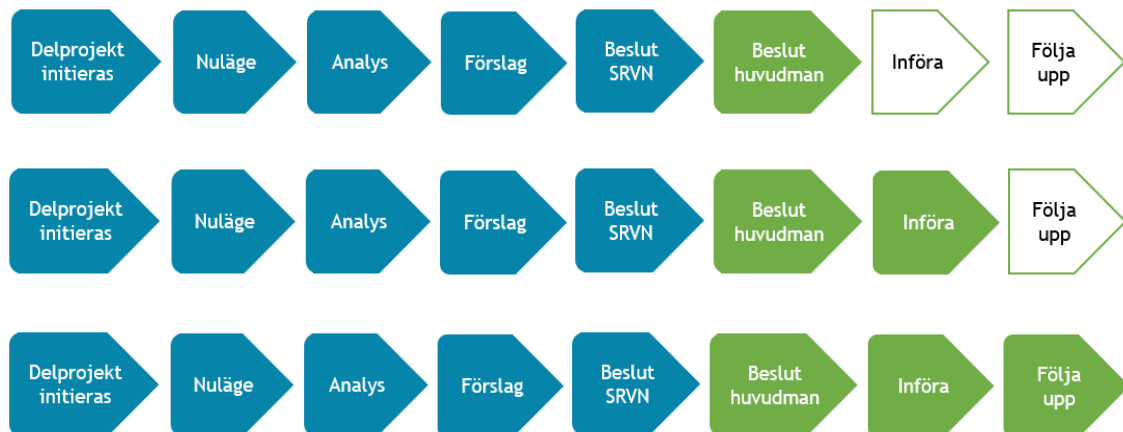 Delprojekt
initieras
Nuläge
Analys
Förslag
Beslut
SRVN
Beslut
huvudman
Införa
Följa
upp
Delprojekt
initieras
Nuläge
Analys
Förslag
Beslut
SRVN
Beslut
huvudman
Införa
Följa
upp
Delprojekt
initieras
Nuläge
Analys
Förslag
Beslut
SRVN
Beslut
huvudman
Införa
Följa
upp